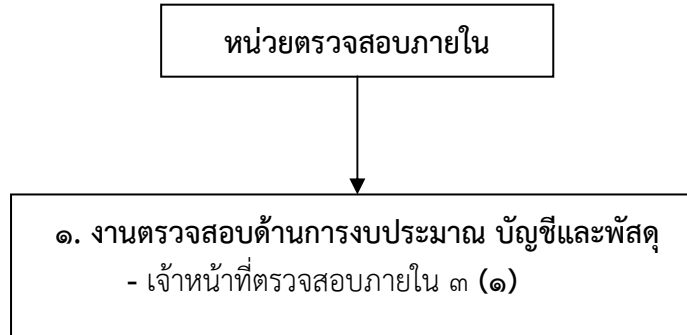 หน่วยตรวจสอบภายใน
๑. งานตรวจสอบด้านการงบประมาณ บัญชีและพัสดุ
- เจ้าหน้าที่ตรวจสอบภายใน ๓ (๑)